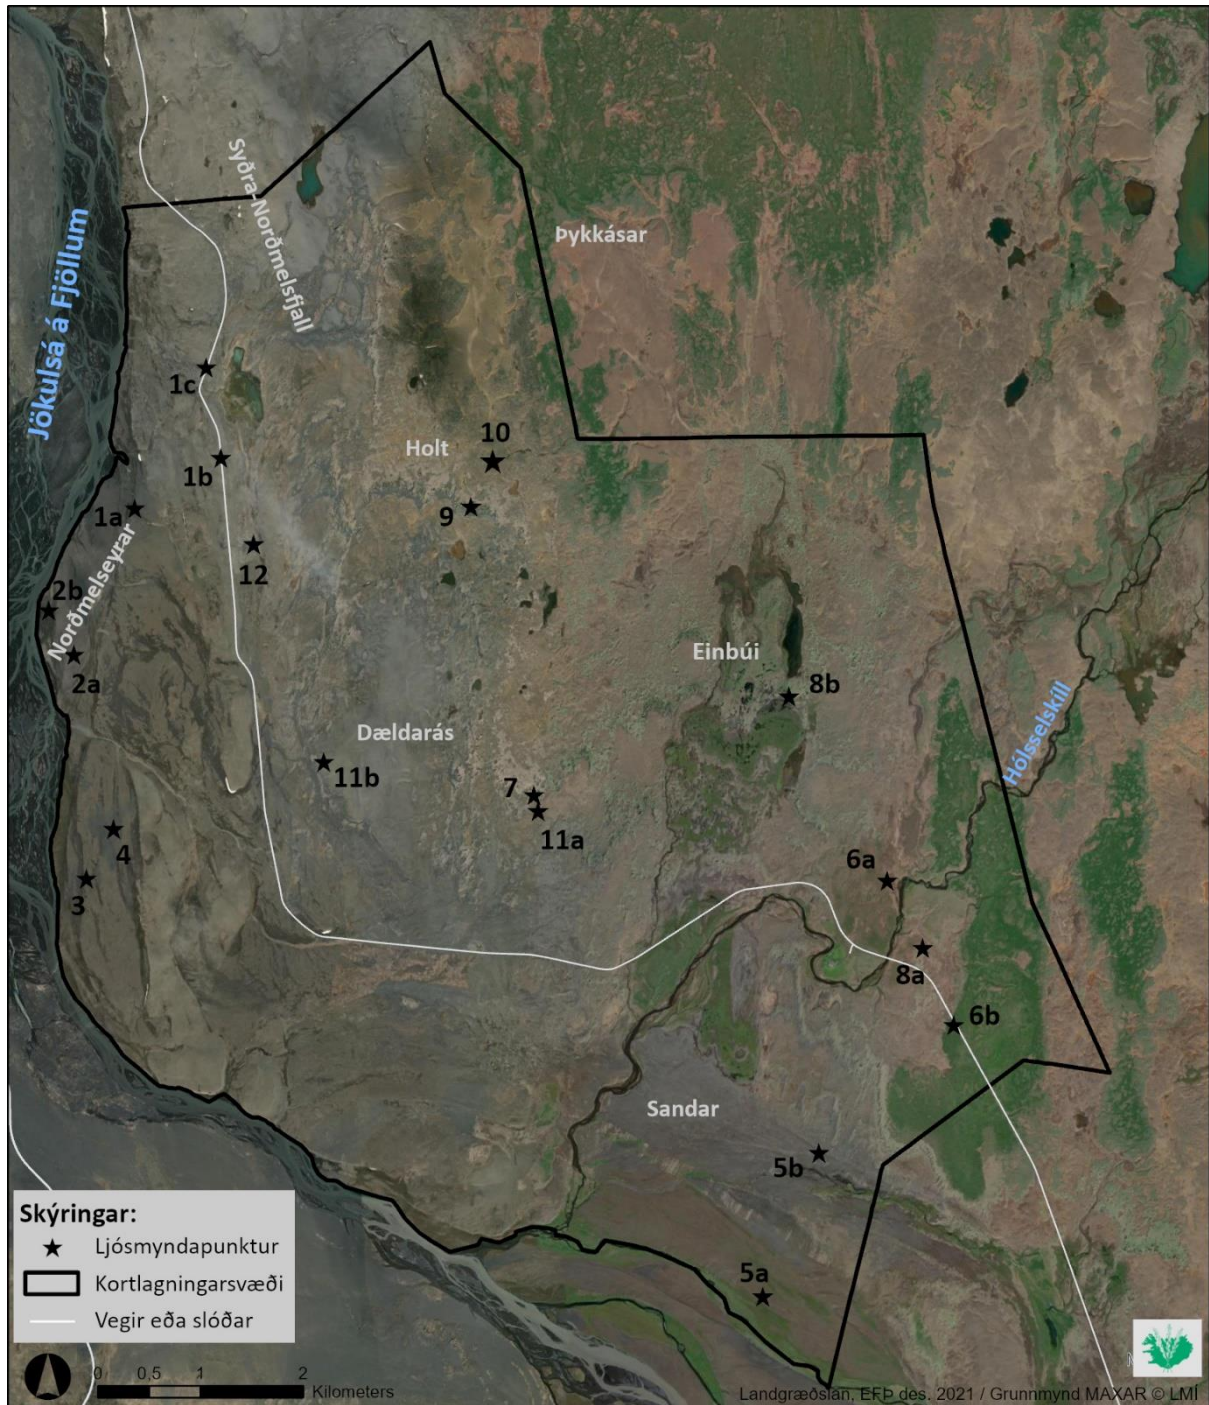 Syðra-Norðmelsfjall
Þykkásar
Jökulsá á Fjöllum
1c
Holt
10
1b
9
1a
12
2b
Norðmelseyrar
2a
Einbúi
8b
Hólsselskíll
Dældarás
11b
7
11a
4
6a
3
8a
6b
Sandar
5b
5a
Skýringar:
Ljósmyndapunktur
Kortlagningarsvæði
Vegir eða slóðar
0 0,5 1 2
Kilometers
Landgræðslan, EFÞ des. 2021 / Grunnmynd MAXAR © LMÍ